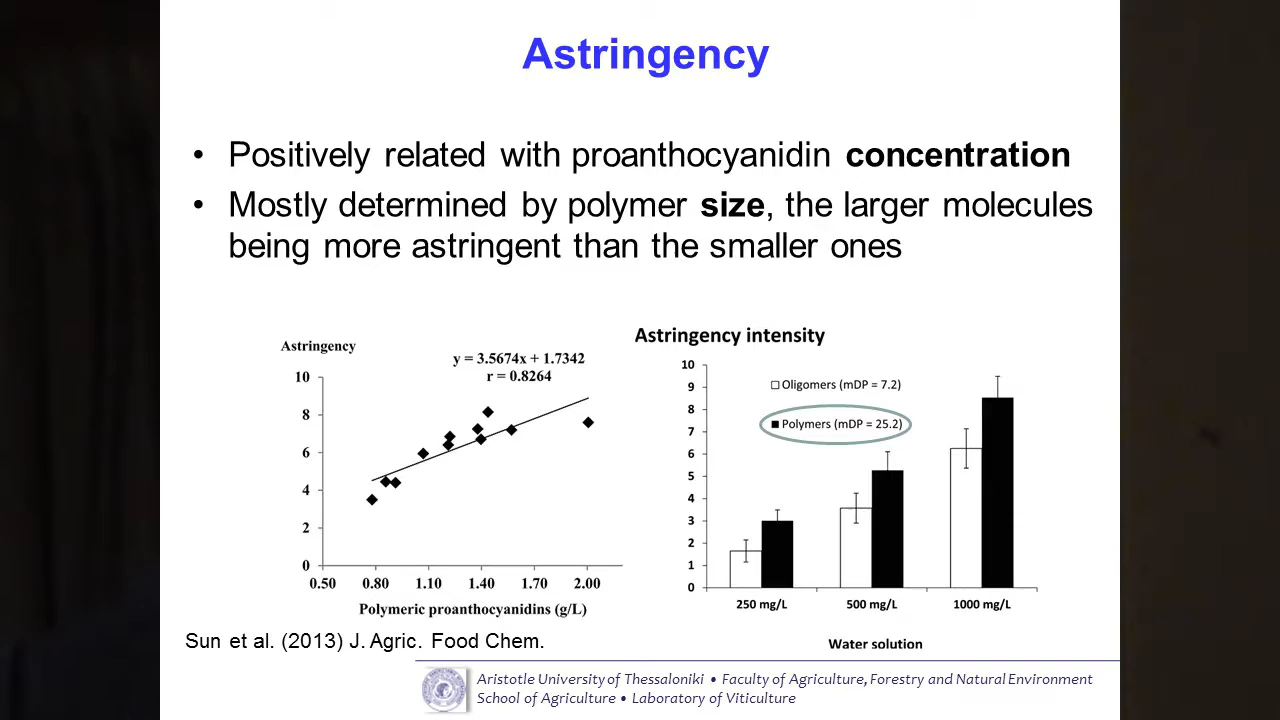 Astringency
• Positively related with proanthocyanidin concentration
• Mostly determined by polymer size, the larger molecules
being more astringent than the smaller ones
Astringency
y = 3.5674x + 1.7342
r = 0.8264
10
8
6
4
2
0
0.50 0.80 1.10 1.40 1.70 2.00
Polymeric proanthocyanidins (g/L)
Astringency intensity
10
9
8
7
6
5
4
3
2
1
0
Oligomers (mDP = 7.2)
Polymers (mDP = 25.2)
250 mg/L 500 mg/L 1000 mg/L
Water solution
Sun et al. (2013) J. Agric. Food Chem.
Aristotle University of Thessaloniki • Faculty of Agriculture, Forestry and Natural Environment
School of Agriculture • Laboratory of Viticulture